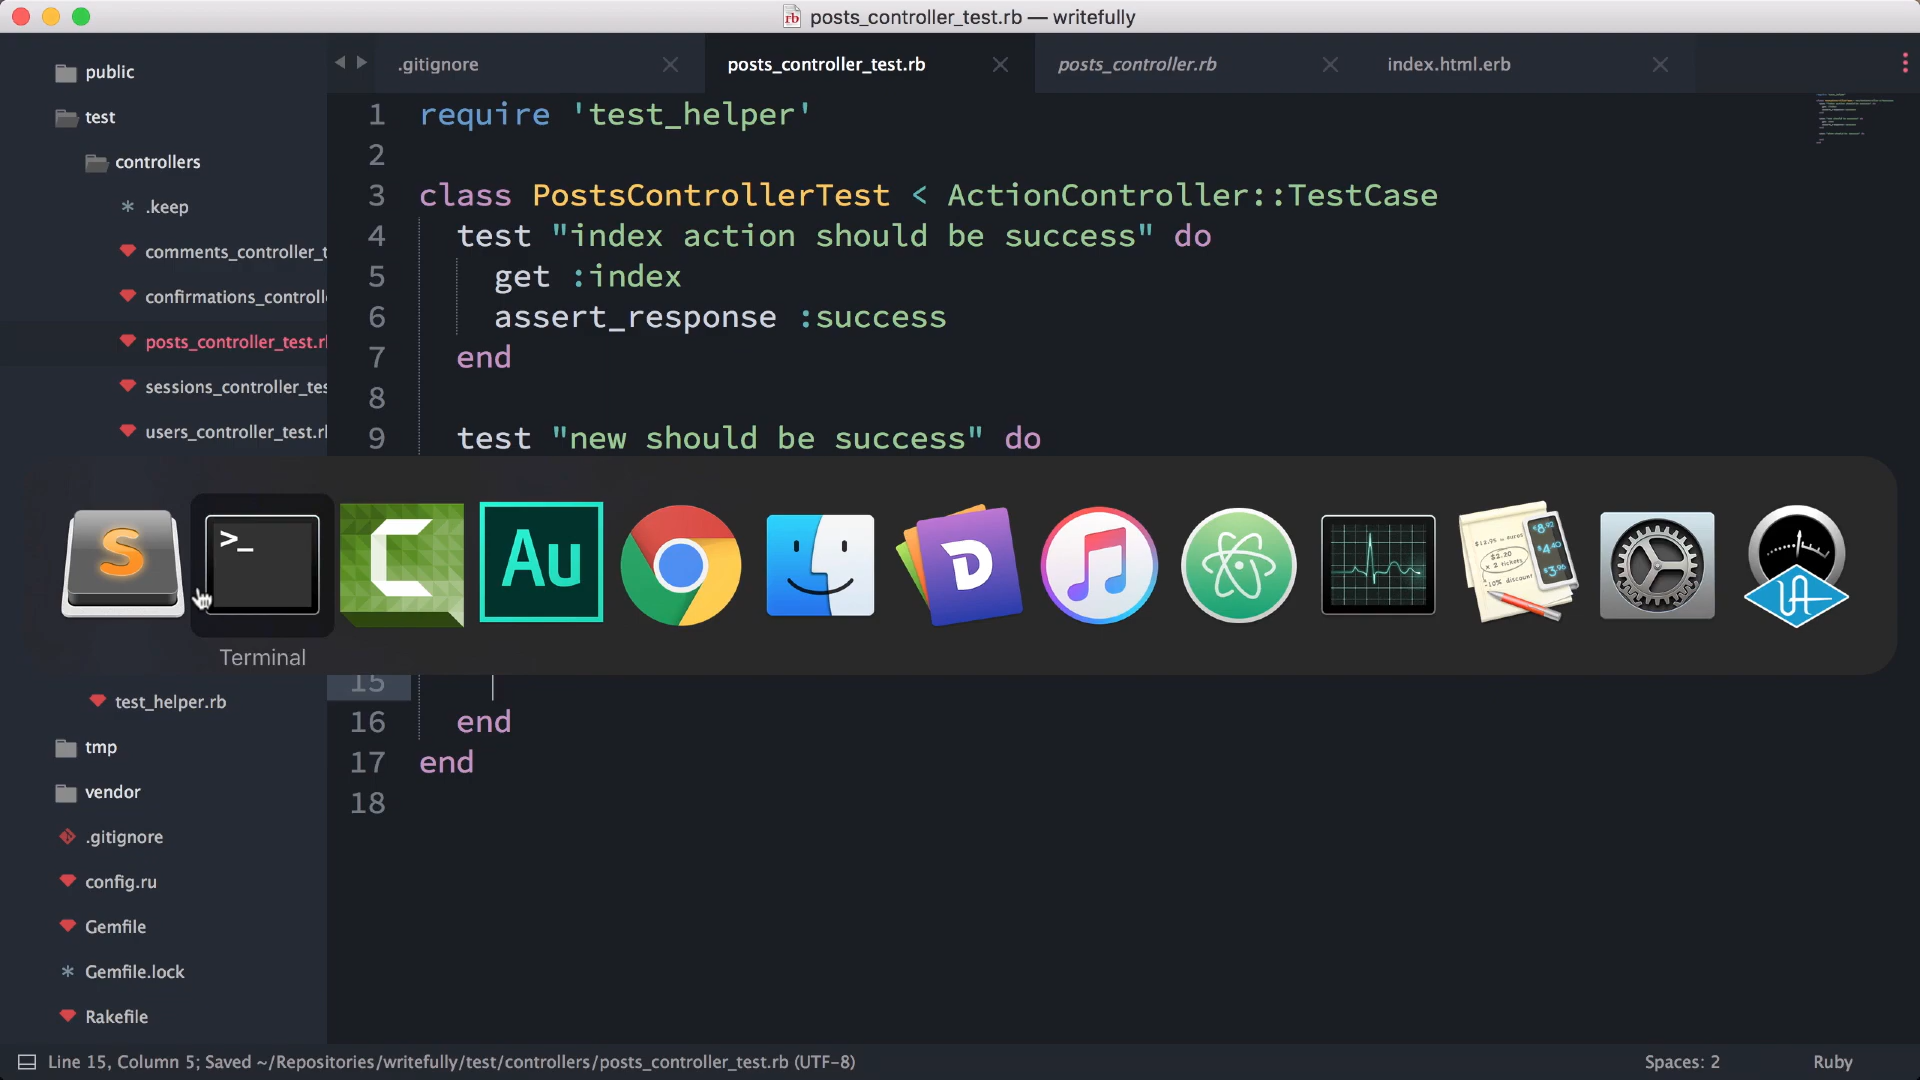 posts_controller_test.rb — writefully
.gitignore
posts_controller_test.rb
posts_controller.rb
index.html.erb
public
test
controllers
.keep
comments_controller_t
confirmations_controll
posts_controller_test.r
sessions_controller_tes
users_controller_test.r
test_helper.rb
tmp
vendor
.gitignore
config.ru
Gemfile
Gemfile.lock
Rakefile
1 require 'test_helper'
2
3 class PostsControllerTest < ActionController::TestCase
4 test "index action should be success" do
5 get :index
6 assert_response :success
7 end
8
9 test "new should be success" do
S
>_
C
Au
D
Terminal
15
16 end
17 end
18
Line 15, Column 5; Saved ~/Repositories/writefully/test/controllers/posts_controller_test.rb (UTF-8)
Spaces: 2
Ruby